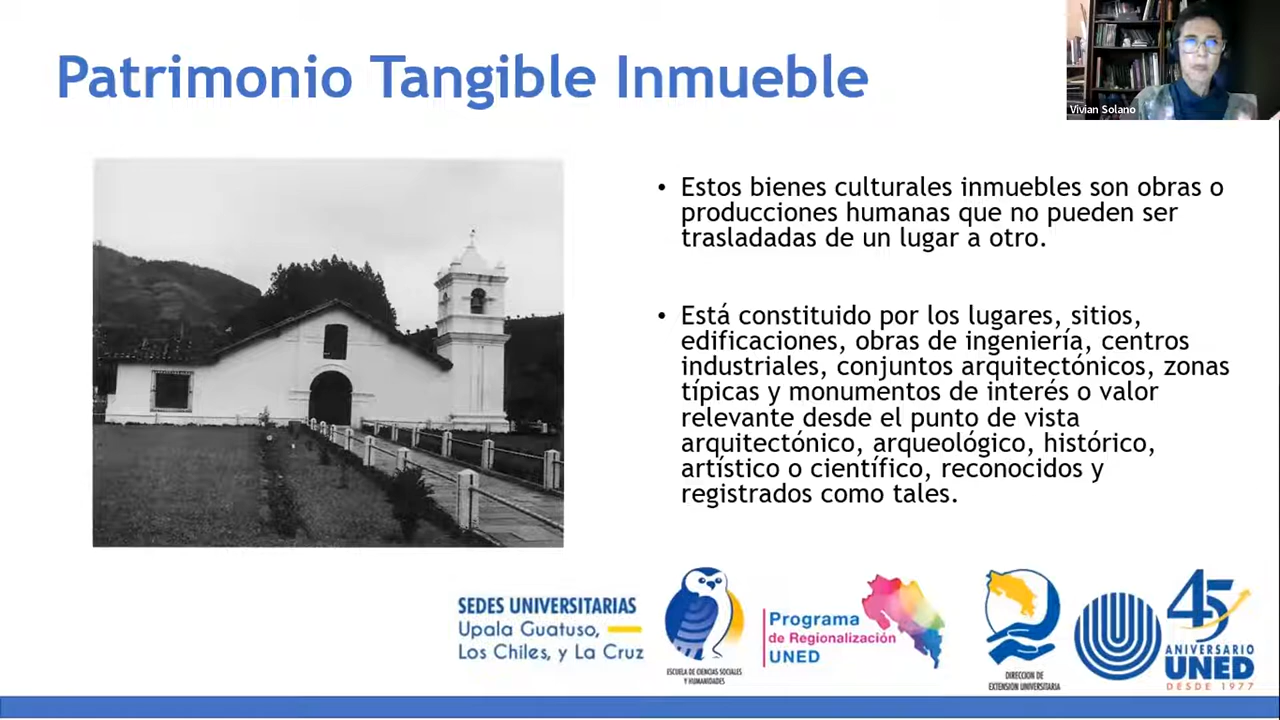 Patrimonio Tangible Inmueble
Vivian Solano
• Estos bienes culturales inmuebles son obras o
producciones humanas que no pueden ser
trasladadas de un lugar a otro.
• Está constituido por los lugares, sitios,
edificaciones, obras de ingeniería, centros
industriales, conjuntos arquitectónicos, zonas
típicas y monumentos de interés o valor
relevante desde el punto de vista
arquitectónico, arqueológico, histórico,
artístico o científico, reconocidos y
registrados como tales.
SEDES UNIVERSITARIAS
Upala Guatuso,
Los Chiles, y La Cruz
ESCUELA DE CIENCIAS SOCIALES
Y HUMANIDADES
Programa
de Regionalización
UNED
DIRECCION DE
EXTENSION UNIVERSITARIA
45
ANIVERSARIO
UNED
DESDE 1977